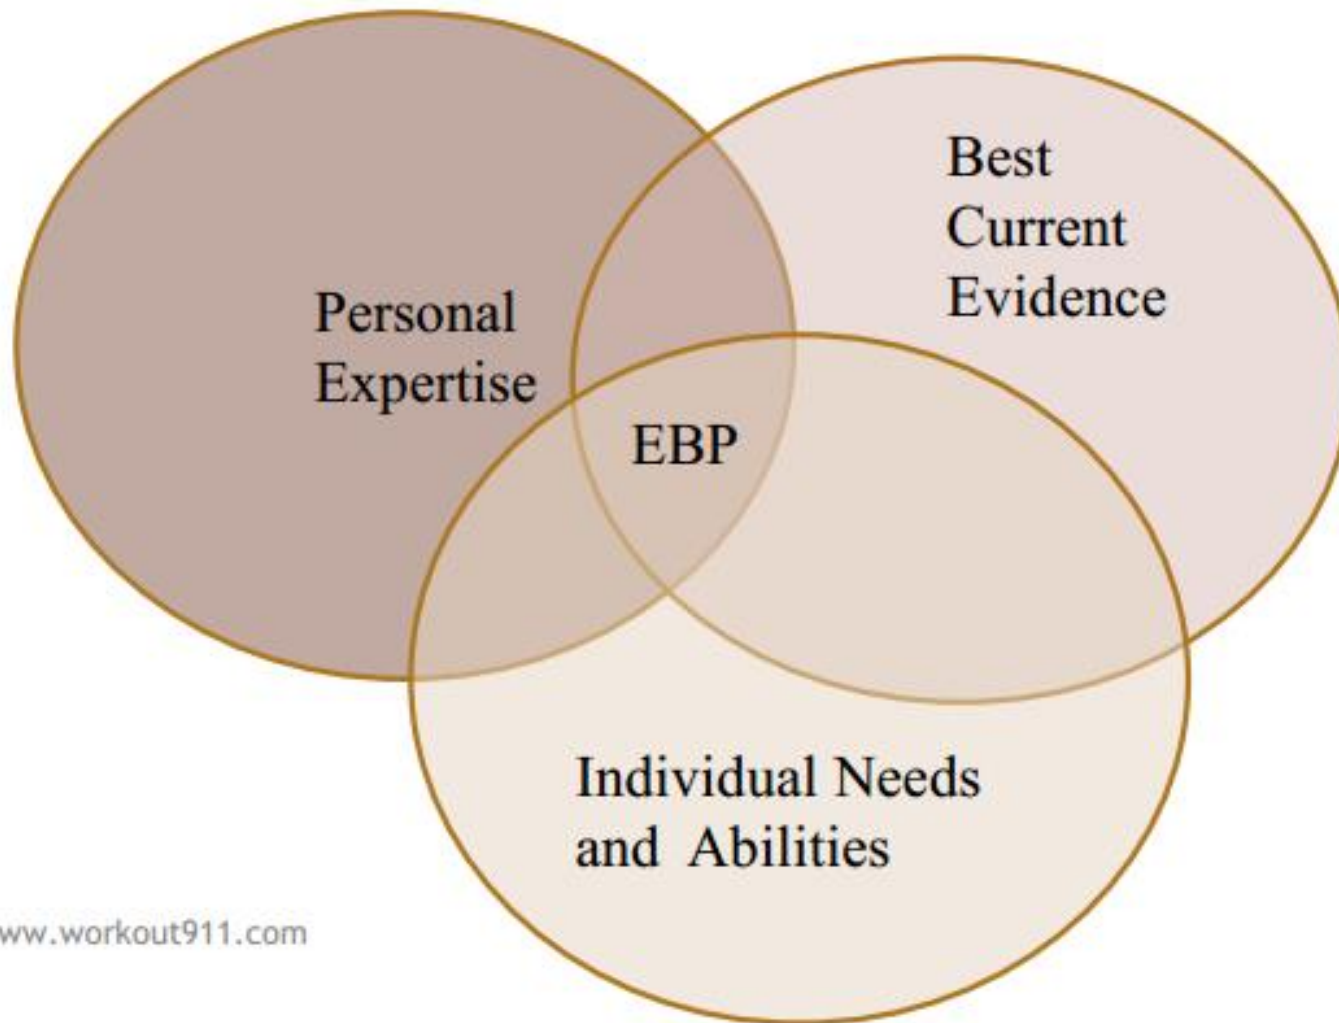 Best
Current
Evidence
Personal
Expertise
EBP
Individual Needs
and  Abilities
ww.workout911.com